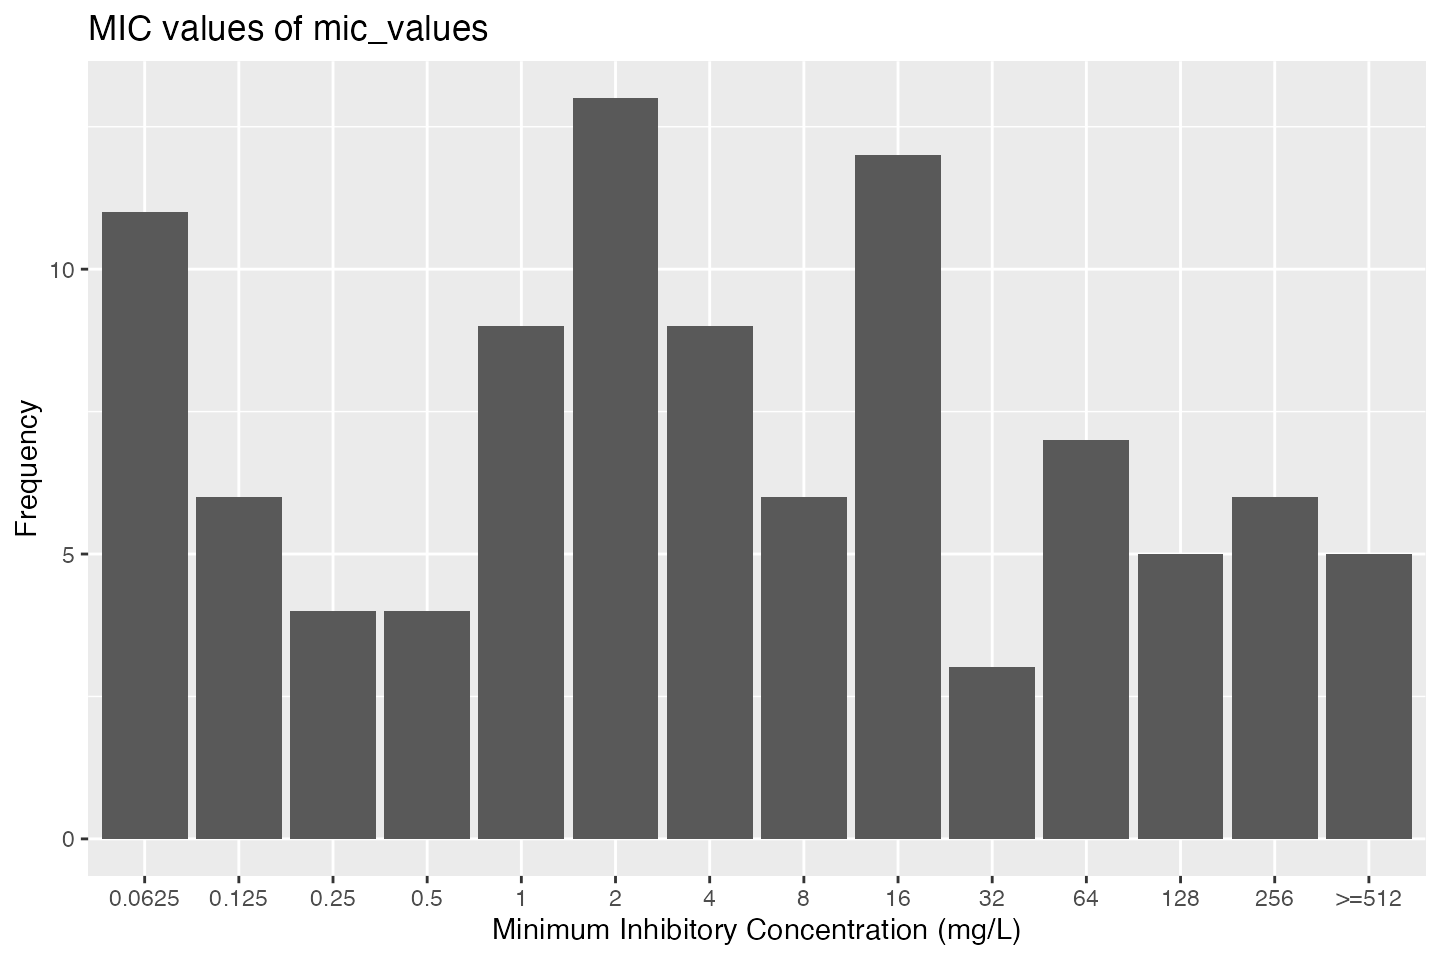 MIC values of mic_values
Frequency
10
5
0
0.0625 0.125 0.25 0.5 1 2 4 8 16 32 64 128 256 >=512
Minimum Inhibitory Concentration (mg/L)